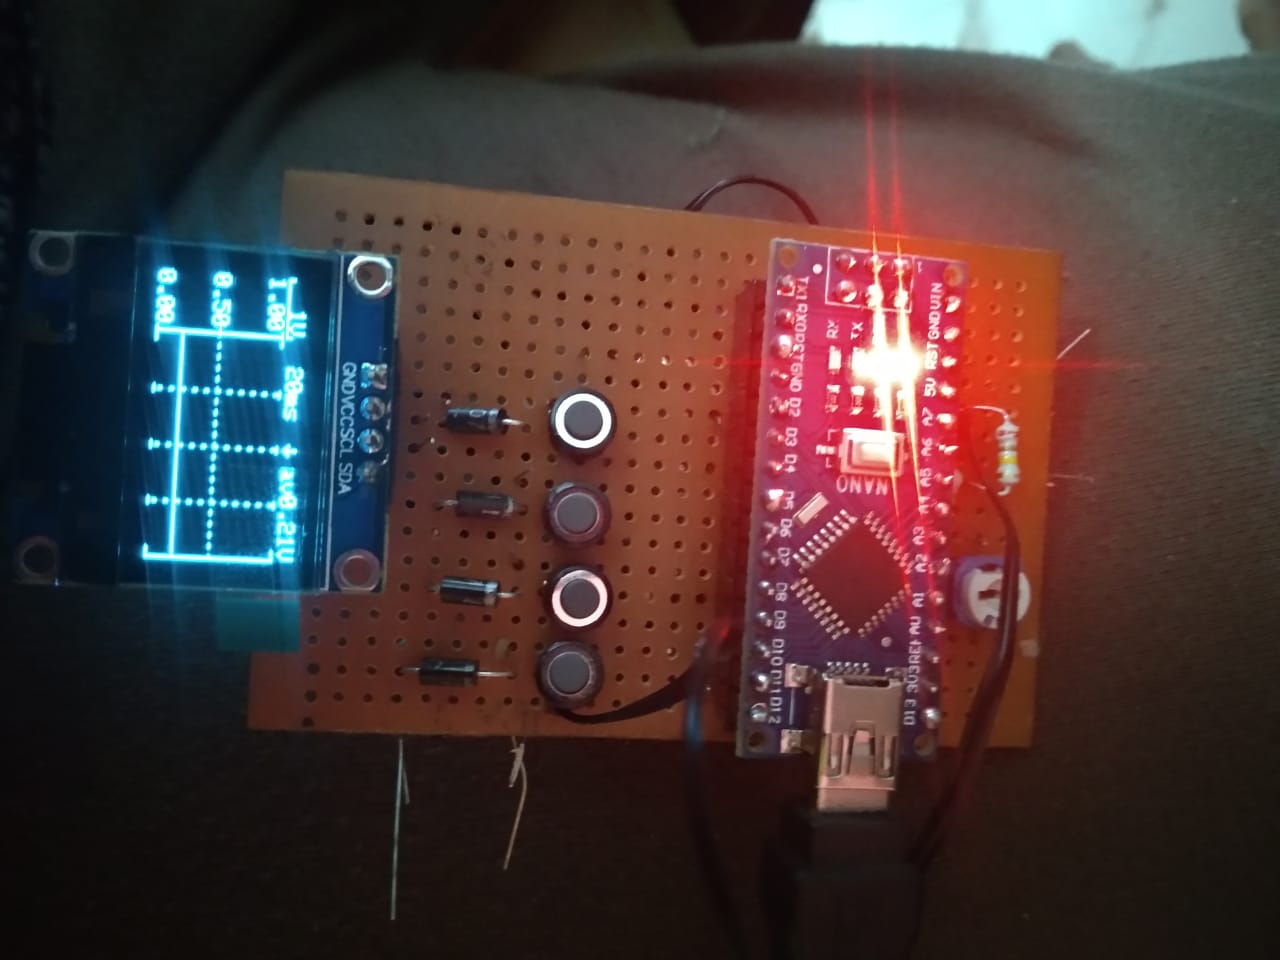 1V 20ms + av0.21V
1.00
0.50
0.00
GND VCC SCL SDA
TX1 RX0 RST GND D2 D3 D4 D5 D6 D7 D8 D9 D10 D11 D12
RX TX
NANO
VIN GND RST 5V A7 A6 A5 A4 A3 A2 A1 A0 REF 3V3 D13